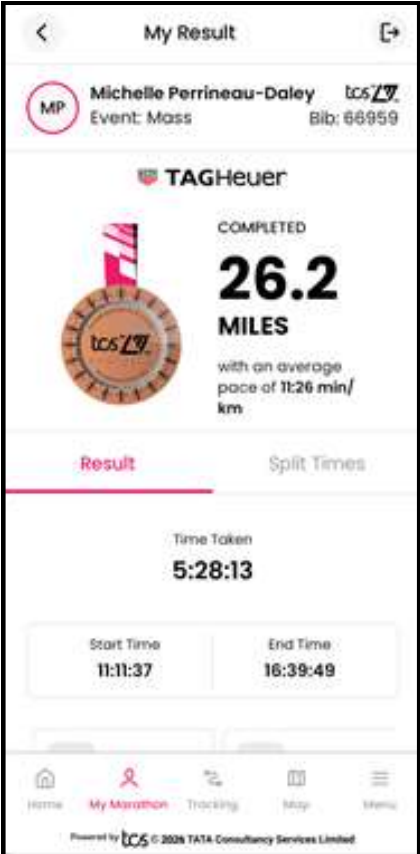 My Result
MP
Michelle Perrineau-Daley
tcs
Event: Mass
Bib: 66959
TAGHeuer
COMPLETED
26.2
MILES
with an average
pace of 11:26 min/
km
tcs
Result
Split Times
Time Taken
5:28:13
Start Time
End Time
11:11:37
16:39:49
Home
My Marathon
Tracking
Map
Menu
Powered by tcs © 2026 TATA Consultancy Services Limited